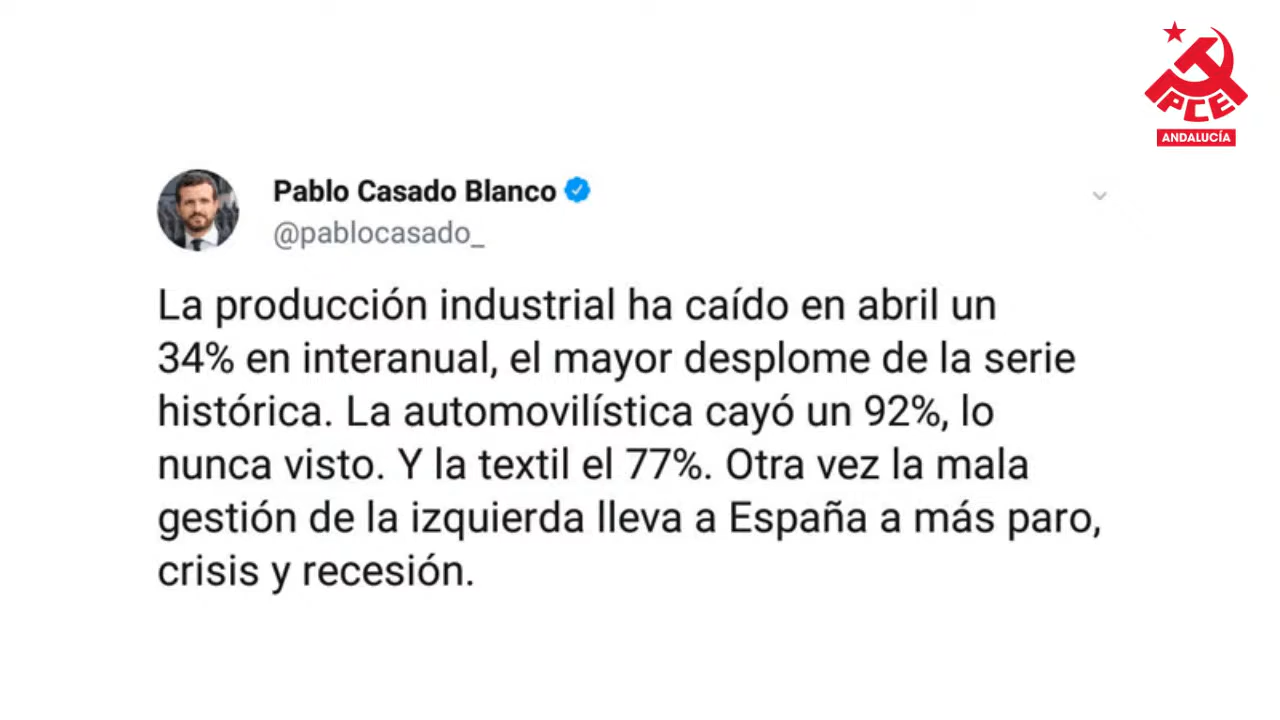 PCE
ANDALUCÍA
Pablo Casado Blanco
@pablocasado_
La producción industrial ha caído en abril un
34% en interanual, el mayor desplome de la serie
histórica. La automovilística cayó un 92%, lo
nunca visto. Y la textil el 77%. Otra vez la mala
gestión de la izquierda lleva a España a más paro,
crisis y recesión.